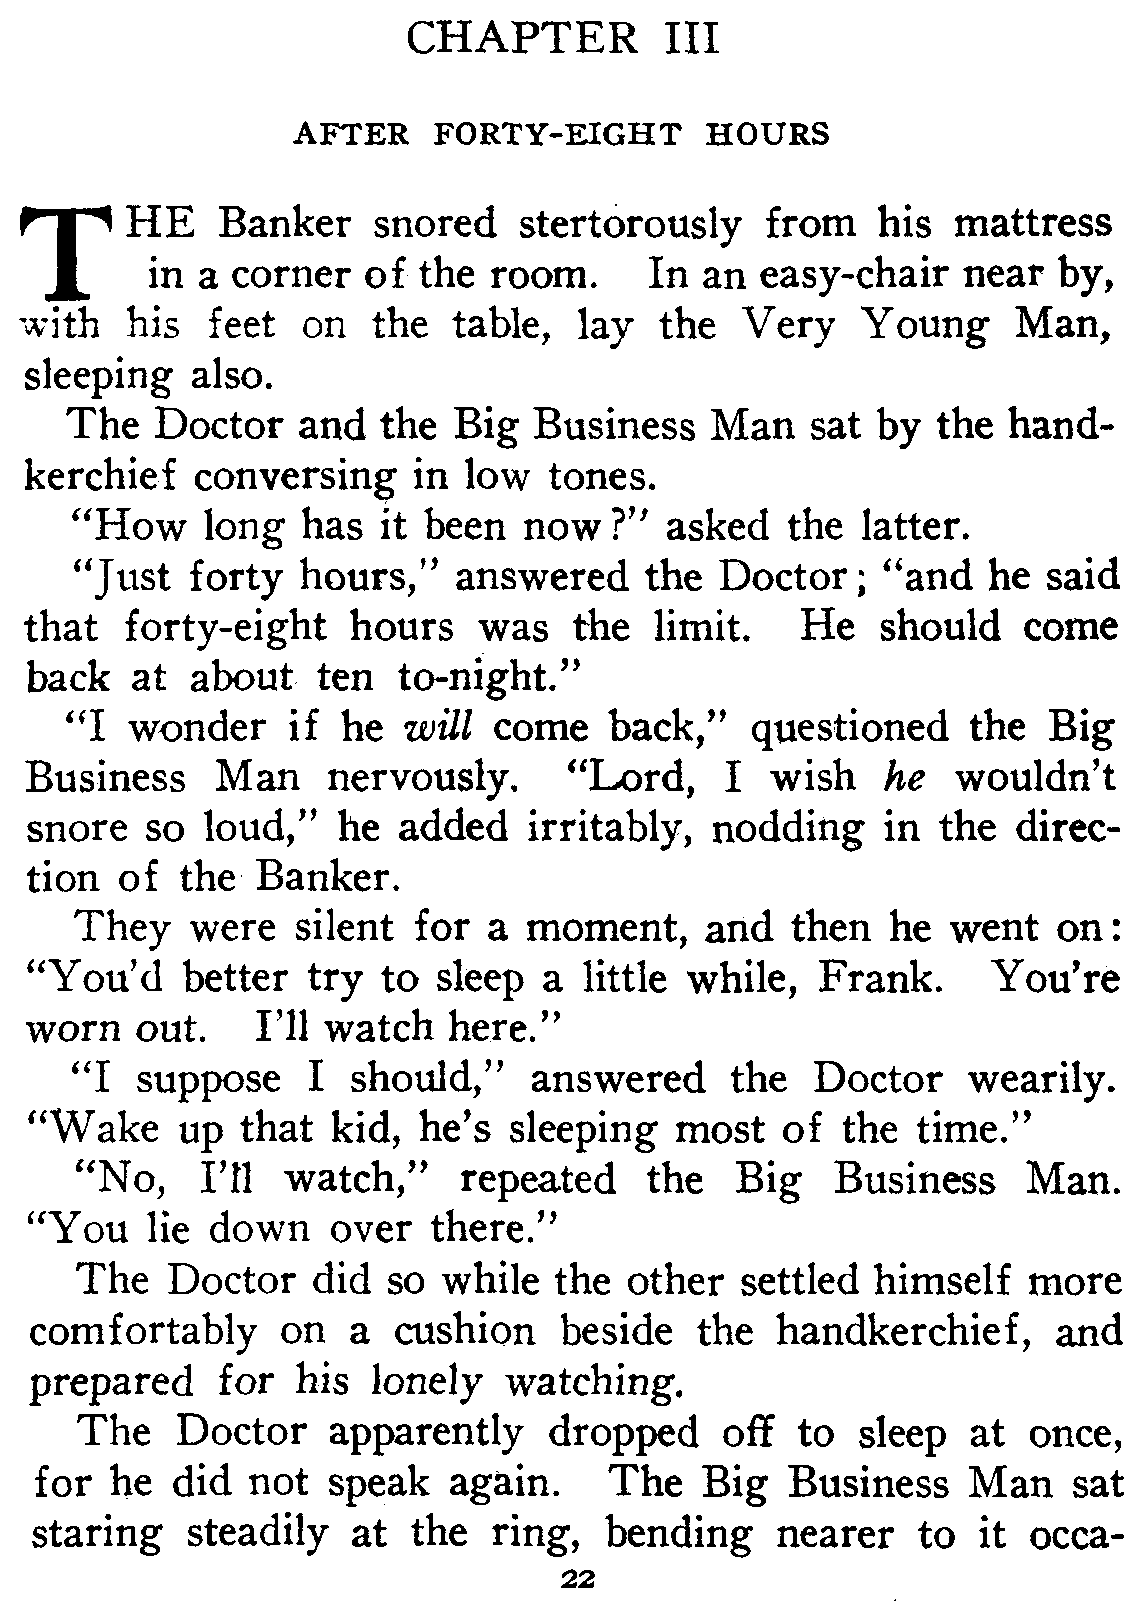 CHAPTER III
AFTER FORTY-EIGHT HOURS
THE Banker snored stertorously from his mattress
in a corner of the room. In an easy-chair near by,
with his feet on the table, lay the Very Young Man,
sleeping also.
The Doctor and the Big Business Man sat by the hand-
kerchief conversing in low tones.
"How long has it been now?" asked the latter.
"Just forty hours," answered the Doctor; "and he said
that forty-eight hours was the limit. He should come
back at about ten to-night."
"I wonder if he will come back," questioned the Big
Business Man nervously. "Lord, I wish he wouldn't
snore so loud," he added irritably, nodding in the direc-
tion of the Banker.
They were silent for a moment, and then he went on:
"You'd better try to sleep a little while, Frank. You're
worn out. I'll watch here."
"I suppose I should," answered the Doctor wearily.
"Wake up that kid, he's sleeping most of the time."
"No, I'll watch," repeated the Big Business Man.
"You lie down over there."
The Doctor did so while the other settled himself more
comfortably on a cushion beside the handkerchief, and
prepared for his lonely watching.
The Doctor apparently dropped off to sleep at once,
for he did not speak again. The Big Business Man sat
staring steadily at the ring, bending nearer to it occa-
22